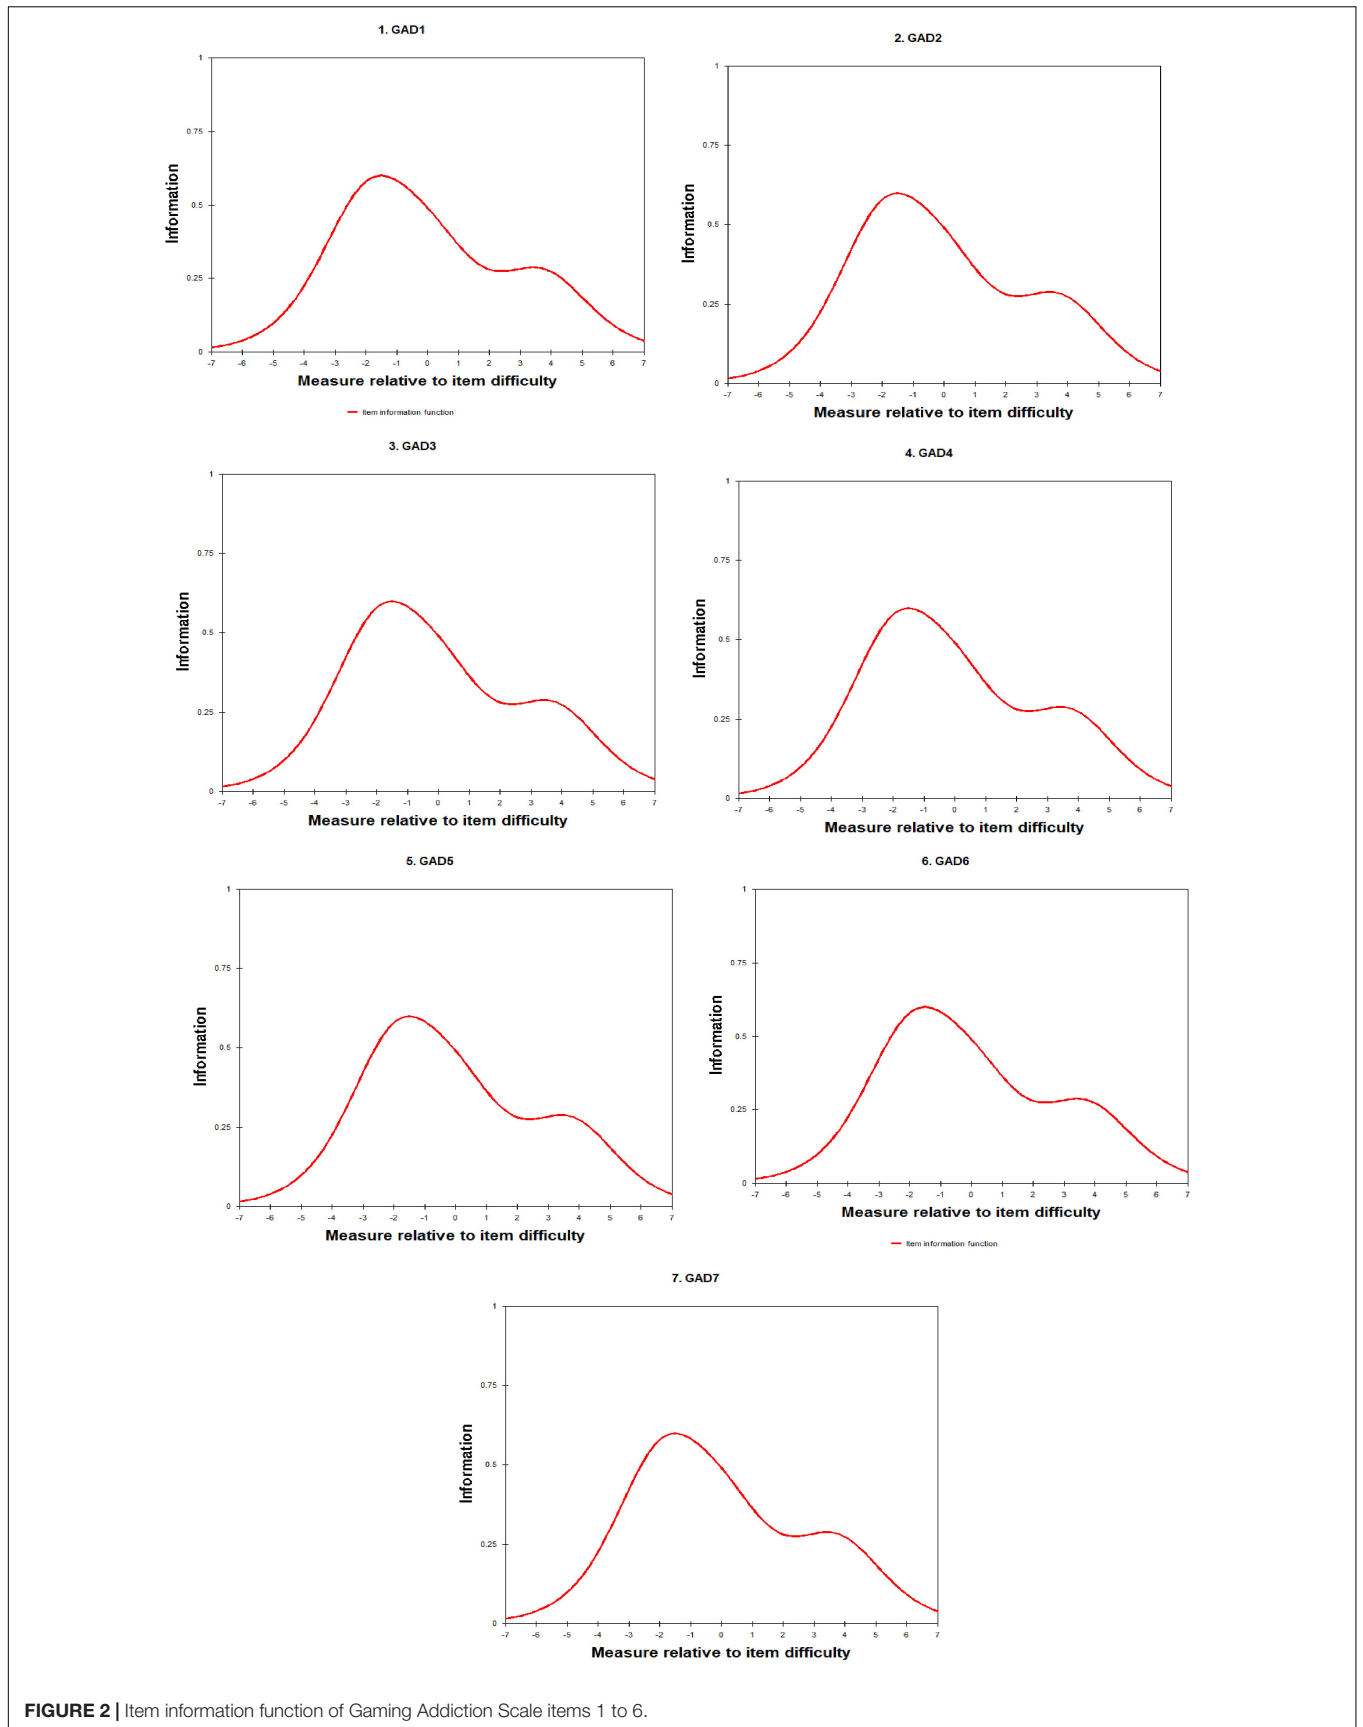 1. GAD1
1
0.75
0.5
0.25
0
Information
-7 -6 -5 -4 -3 -2 -1 0 1 2 3 4 5 6 7
Measure relative to item difficulty
Item information function
2. GAD2
1
0.75
0.5
0.25
0
Information
-7 -6 -5 -4 -3 -2 -1 0 1 2 3 4 5 6 7
Measure relative to item difficulty
3. GAD3
1
0.75
0.5
0.25
0
Information
-7 -6 -5 -4 -3 -2 -1 0 1 2 3 4 5 6 7
Measure relative to item difficulty
4. GAD4
1
0.75
0.5
0.25
0
Information
-7 -6 -5 -4 -3 -2 -1 0 1 2 3 4 5 6 7
Measure relative to item difficulty
5. GAD5
1
0.75
0.5
0.25
0
Information
-7 -6 -5 -4 -3 -2 -1 0 1 2 3 4 5 6 7
Measure relative to item difficulty
6. GAD6
1
0.75
0.5
0.25
0
Information
-7 -6 -5 -4 -3 -2 -1 0 1 2 3 4 5 6 7
Measure relative to item difficulty
Item information function
7. GAD7
1
0.75
0.5
0.25
0
Information
-7 -6 -5 -4 -3 -2 -1 0 1 2 3 4 5 6 7
Measure relative to item difficulty
FIGURE 2 | Item information function of Gaming Addiction Scale items 1 to 6.